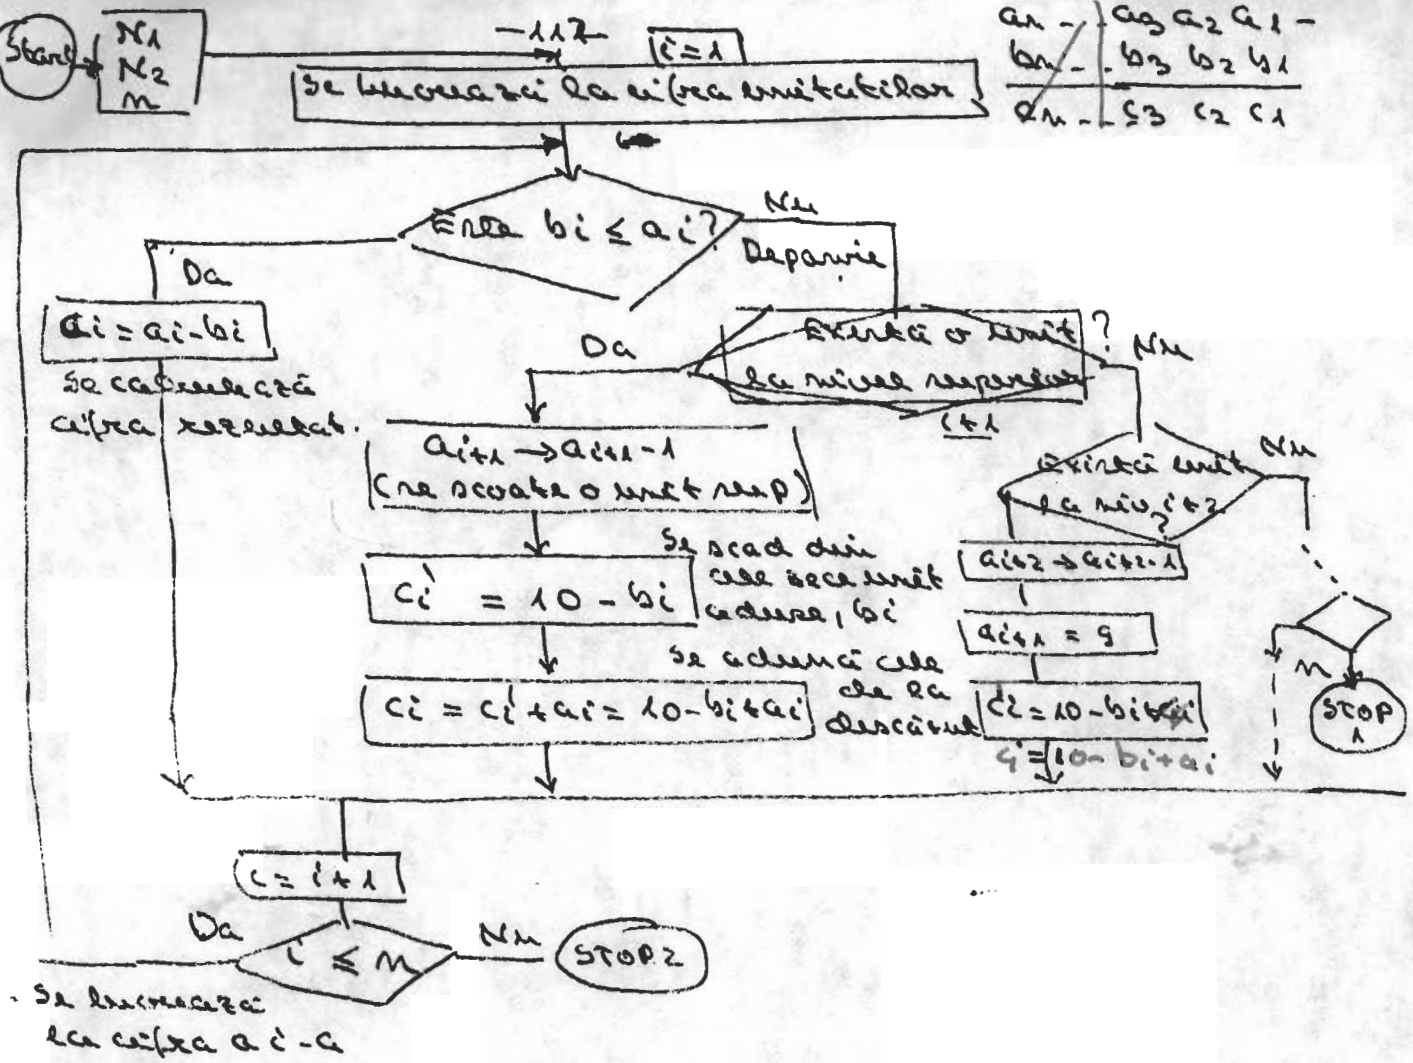 Start
N1
N2
n
-117-
i=1
Se lucrează la cifra unităților
an - - a3 a2 a1 -
bn - - b3 b2 b1
cn - - c3 c2 c1
Este bi ≤ ai?
Nu
Da
ci = ai-bi
Se calculează
cifra rezultat.
Există o unit ?
la nivel superior
i+1
Da
Nu
ai+1 → ai+1-1
(se scoate o unit sup)
ci' = 10 - bi
Se scad din
cele zece unit
aduse, bi
ci = ci' + ai = 10 - bi + ai
Se adună cele
de la
descăzut
Există unit
la niv i+2
?
Nu
ai+2 → ai+2-1
ai+1 = 9
ci = 10 - bi + ai
ci = 10 - bi + ai
n
STOP
1
i = i+1
i ≤ n
Da
Nu
STOP 2
Se lucrează
la cifra a i-a